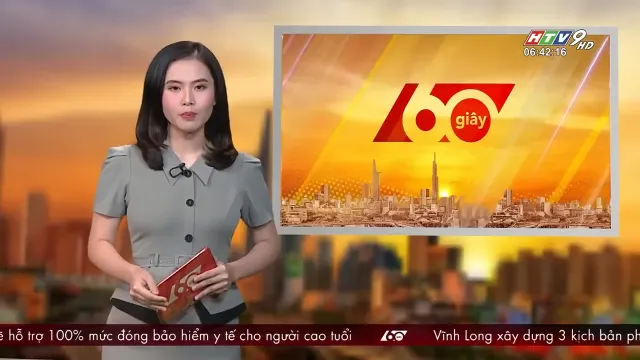 HTV9
HD
06:42:16
60
giây
hỗ trợ 100% mức đóng bảo hiểm y tế cho người cao tuổi
60
Vĩnh Long xây dựng 3 kịch bản